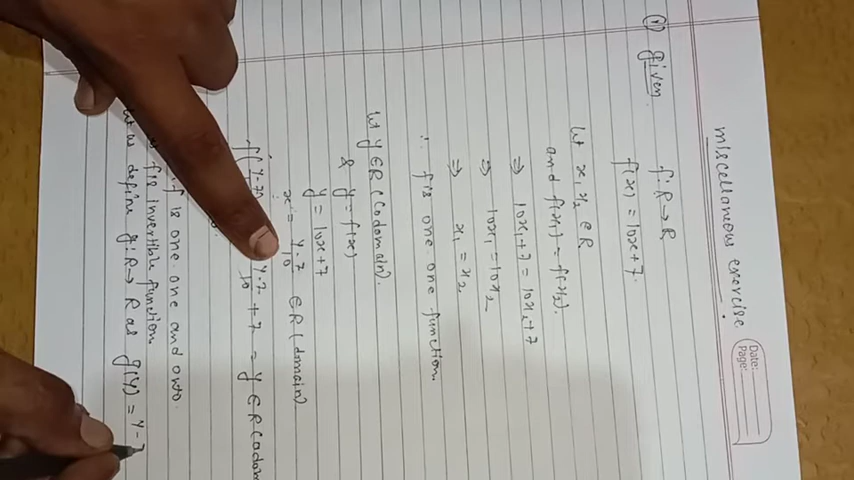 miscellaneous exercise
Date:
Page:
① given f: R → R
f(x) = 10x + 7.
let x₁ x₂ ∈ R
and f(x₁) = f(x₂).
⇒ 10x₁ + 7 = 10x₂ + 7
⇒ 10x₁ = 10x₂
⇒ x₁ = x₂
∴ f is one one function.
let y ∈ R (codomain).
& y = f(x)
y = 10x + 7
x = y-7/10 ∈ R (domain)
y-7/10 + 7 = y ∈ R (codom
f is one. one and onto.
f is invertible function.
let us define g: R → R as g(y) = y-7